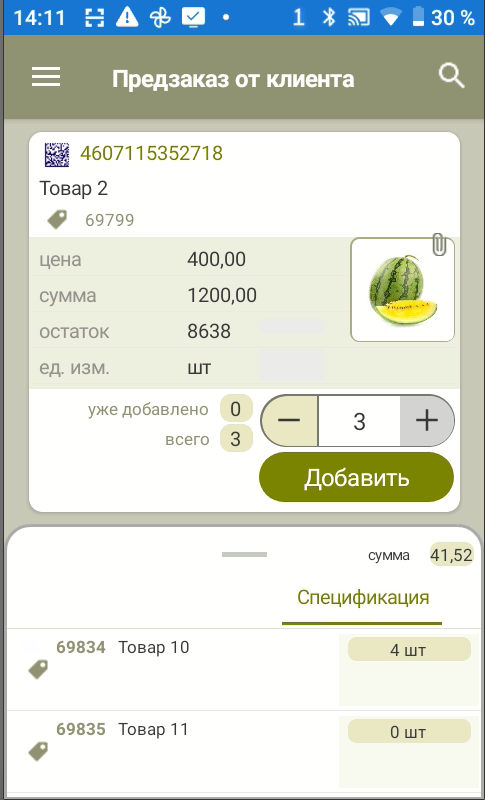 14:11 1 30 %
Предзаказ от клиента
4607115352718
Товар 2
69799
цена 400,00
сумма 1200,00
остаток 8638
ед. изм. шт
уже добавлено 0
всего 3
− 3 +
Добавить
сумма 41,52
Спецификация
69834 Товар 10 4 шт
69835 Товар 11 0 шт